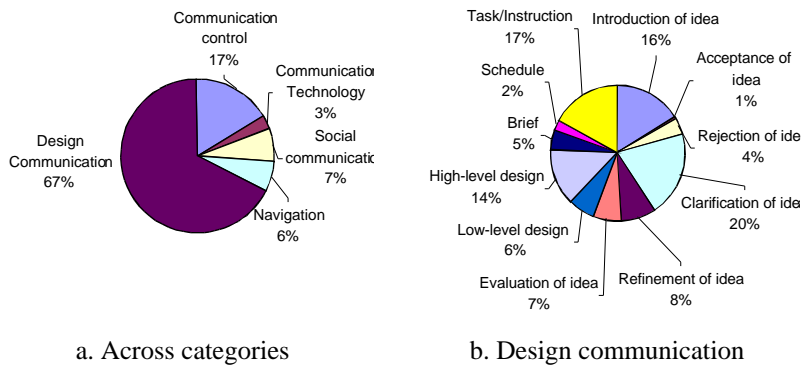 Communication
control
17%
Communication
Technology
3%
Social
communicatio
7%
Navigation
6%
Design
Communication
67%
a. Across categories
Task/Instruction
17%
Introduction of idea
16%
Acceptance of
idea
1%
Rejection of ide
4%
Clarification of idea
20%
Refinement of idea
8%
Evaluation of idea
7%
Low-level design
6%
High-level design
14%
Brief
5%
Schedule
2%
b. Design communication